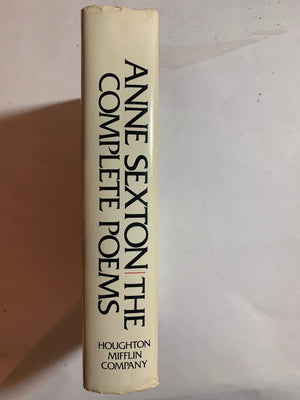 ANNE SEXTON | THE
COMPLETE POEMS
HOUGHTON
MIFFLIN
COMPANY